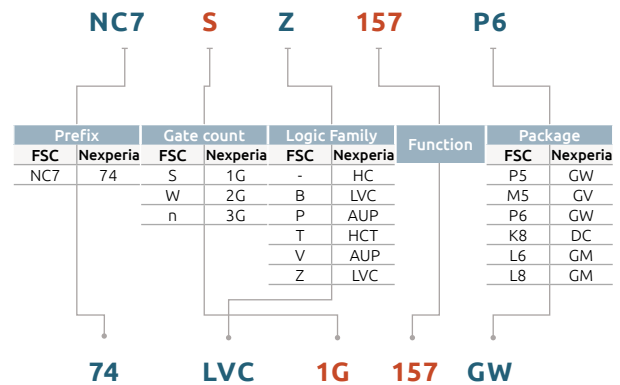 NC7 S Z 157 P6
Prefix Gate count Logic Family Function Package
FSC Nexperia FSC Nexperia FSC Nexperia FSC Nexperia
NC7 74 S 1G - HC P5 GW
W 2G B LVC M5 GV
n 3G P AUP P6 GW
T HCT K8 DC
V AUP L6 GM
Z LVC L8 GM
74 LVC 1G 157 GW